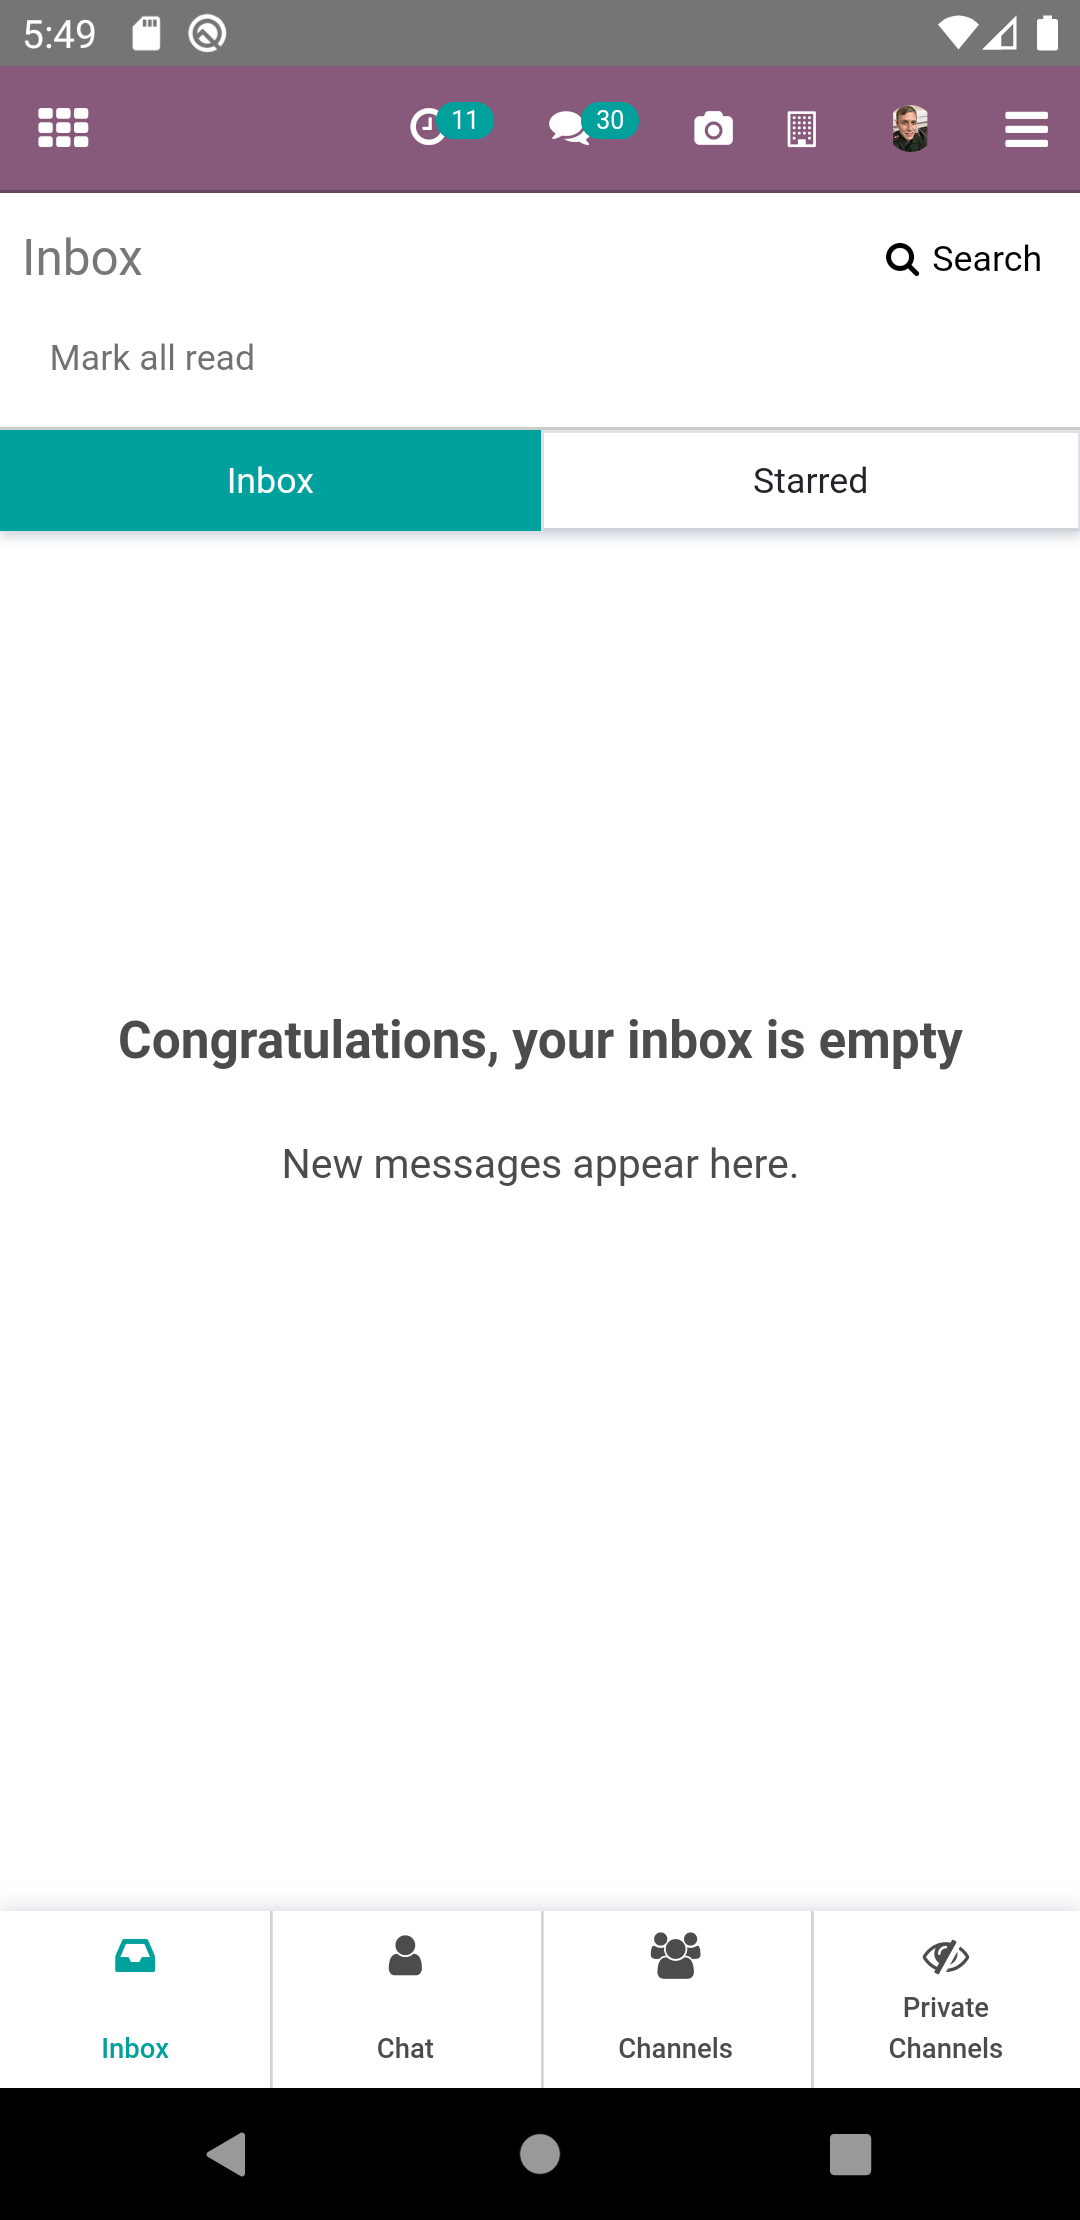 5:49
11
30
Inbox
Search
Mark all read
Inbox
Starred
Congratulations, your inbox is empty
New messages appear here.
Inbox
Chat
Channels
Private
Channels